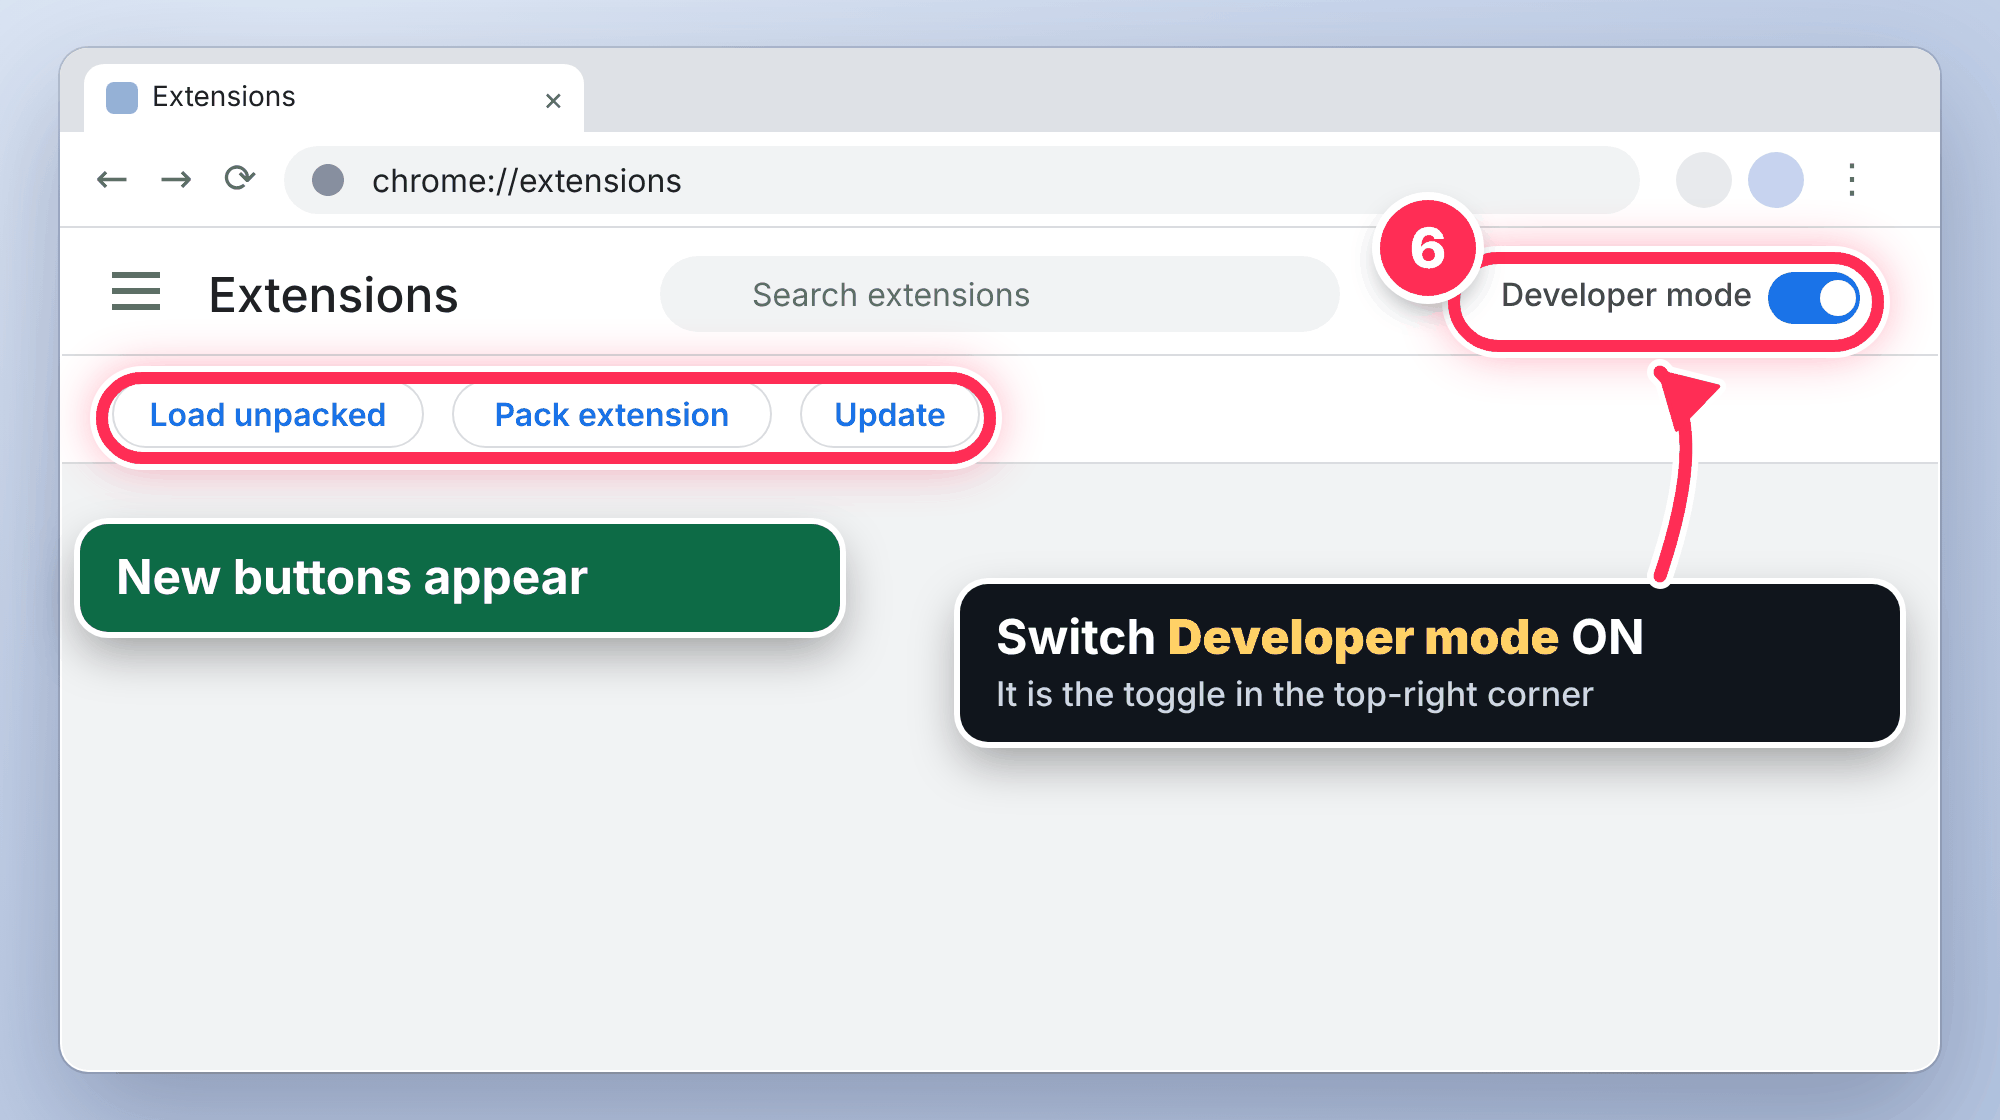 Extensions
chrome://extensions
Extensions
Search extensions
6
Developer mode
Load unpacked
Pack extension
Update
New buttons appear
Switch Developer mode ON
It is the toggle in the top-right corner